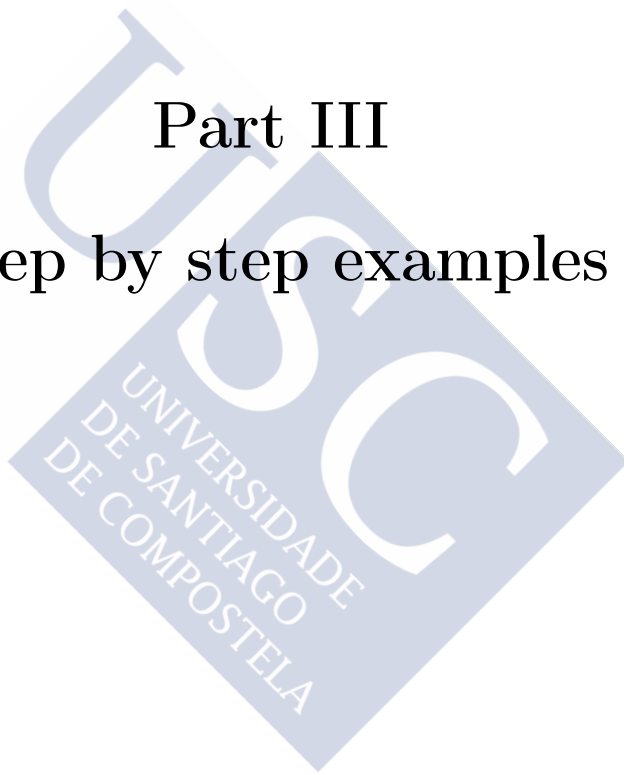 Part III
ep by step examples
USC
UNIVERSIDADE
DE SANTIAGO
DE COMPOSTELA